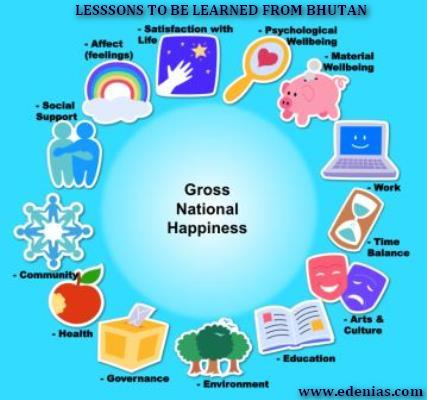 LESSSONS TO BE LEARNED FROM BHUTAN
- Satisfaction with
Life
- Psychological
Wellbeing
- Affect
(feelings)
- Material
Wellbeing
- Social
Support
- Work
Gross
National
Happiness
- Time
Balance
- Community
- Arts &
Culture
- Health
- Education
- Governance
- Environment
www.edenias.com